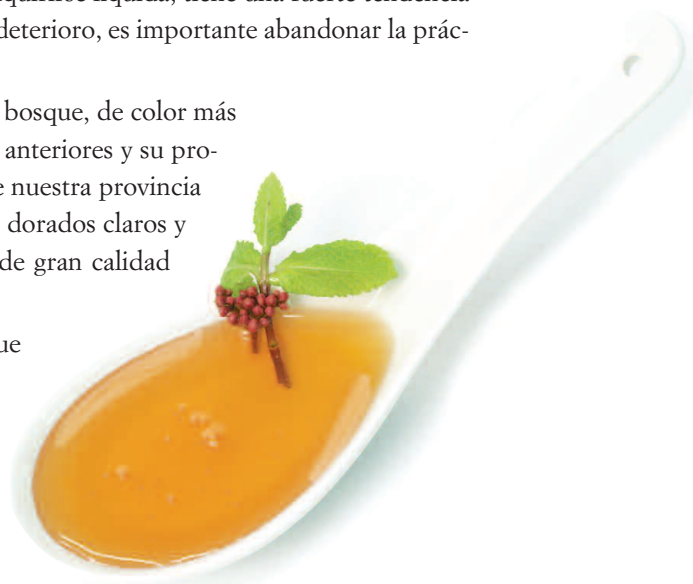 deterioro, es importante abandonar la prác-
bosque, de color más
anteriores y su pro-
nuestra provincia
dorados claros y
de gran calidad